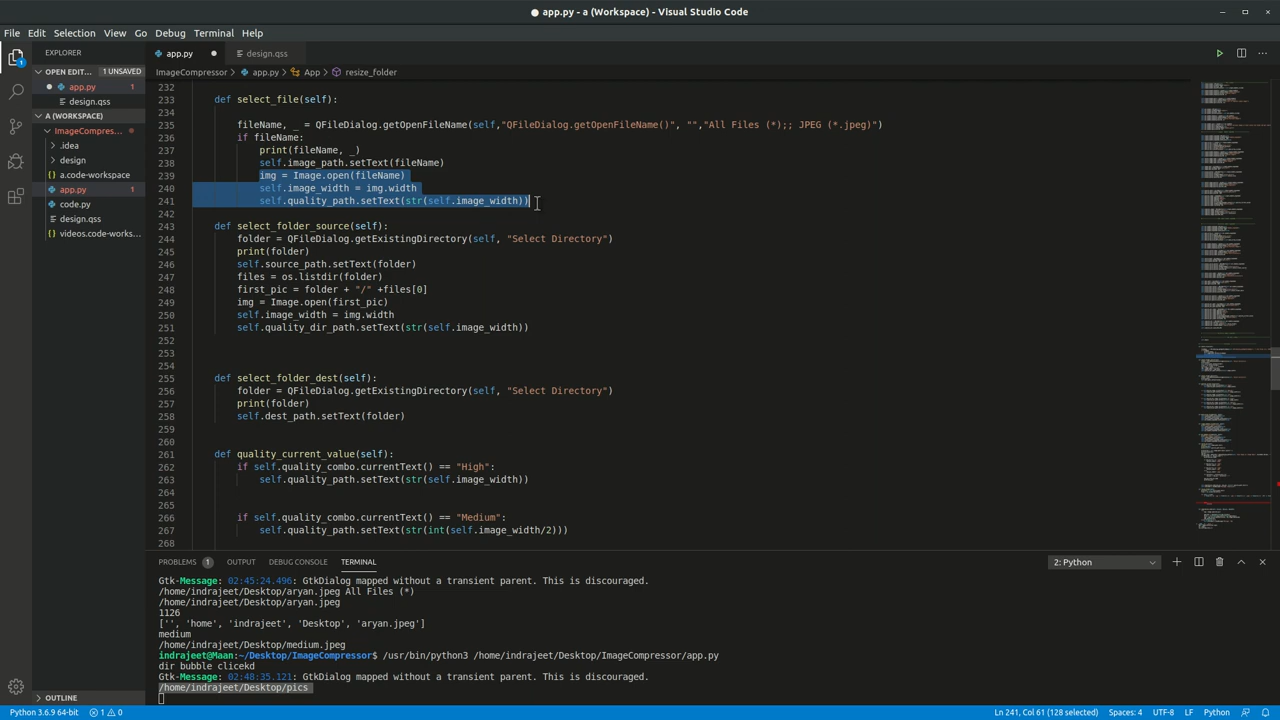 app.py - a (Workspace) - Visual Studio Code
File Edit Selection View Go Debug Terminal Help
EXPLORER
app.py
design.qss
OPEN EDIT... 1 UNSAVED
ImageCompressor > app.py > App > resize_folder
app.py 1
design.qss
A (WORKSPACE)
ImageCompres...
.idea
design
a.code-workspace
app.py 1
code.py
design.qss
videos.code-works...
232
233 def select_file(self):
234
235 fileName, _ = QFileDialog.getOpenFileName(self,"QFileDialog.getOpenFileName()", "","All Files (*);; JPEG (*.jpeg)")
236 if fileName:
237 print(fileName, _)
238 self.image_path.setText(fileName)
239 img = Image.open(fileName)
240 self.image_width = img.width
241 self.quality_path.setText(str(self.image_width))
242
243 def select_folder_source(self):
244 folder = QFileDialog.getExistingDirectory(self, "Select Directory")
245 print(folder)
246 self.source_path.setText(folder)
247 files = os.listdir(folder)
248 first_pic = folder + "/" +files[0]
249 img = Image.open(first_pic)
250 self.image_width = img.width
251 self.quality_dir_path.setText(str(self.image_width))
252
253
254
255 def select_folder_dest(self):
256 folder = QFileDialog.getExistingDirectory(self, "Select Directory")
257 print(folder)
258 self.dest_path.setText(folder)
259
260
261 def quality_current_value(self):
262 if self.quality_combo.currentText() == "High":
263 self.quality_path.setText(str(self.image_width))
264
265
266 if self.quality_combo.currentText() == "Medium":
267 self.quality_path.setText(str(int(self.image_width/2)))
268
PROBLEMS 1 OUTPUT DEBUG CONSOLE TERMINAL
2: Python
Gtk-Message: 02:45:24.496: GtkDialog mapped without a transient parent. This is discouraged.
/home/indrajeet/Desktop/aryan.jpeg All Files (*)
/home/indrajeet/Desktop/aryan.jpeg
1126
['', 'home', 'indrajeet', 'Desktop', 'aryan.jpeg']
medium
/home/indrajeet/Desktop/medium.jpeg
indrajeet@Maan:~/Desktop/ImageCompressor$ /usr/bin/python3 /home/indrajeet/Desktop/ImageCompressor/app.py
dir bubble clicekd
Gtk-Message: 02:48:35.121: GtkDialog mapped without a transient parent. This is discouraged.
/home/indrajeet/Desktop/pics
OUTLINE
Python 3.6.9 64-bit 1 0 Ln 241, Col 61 (128 selected) Spaces: 4 UTF-8 LF Python